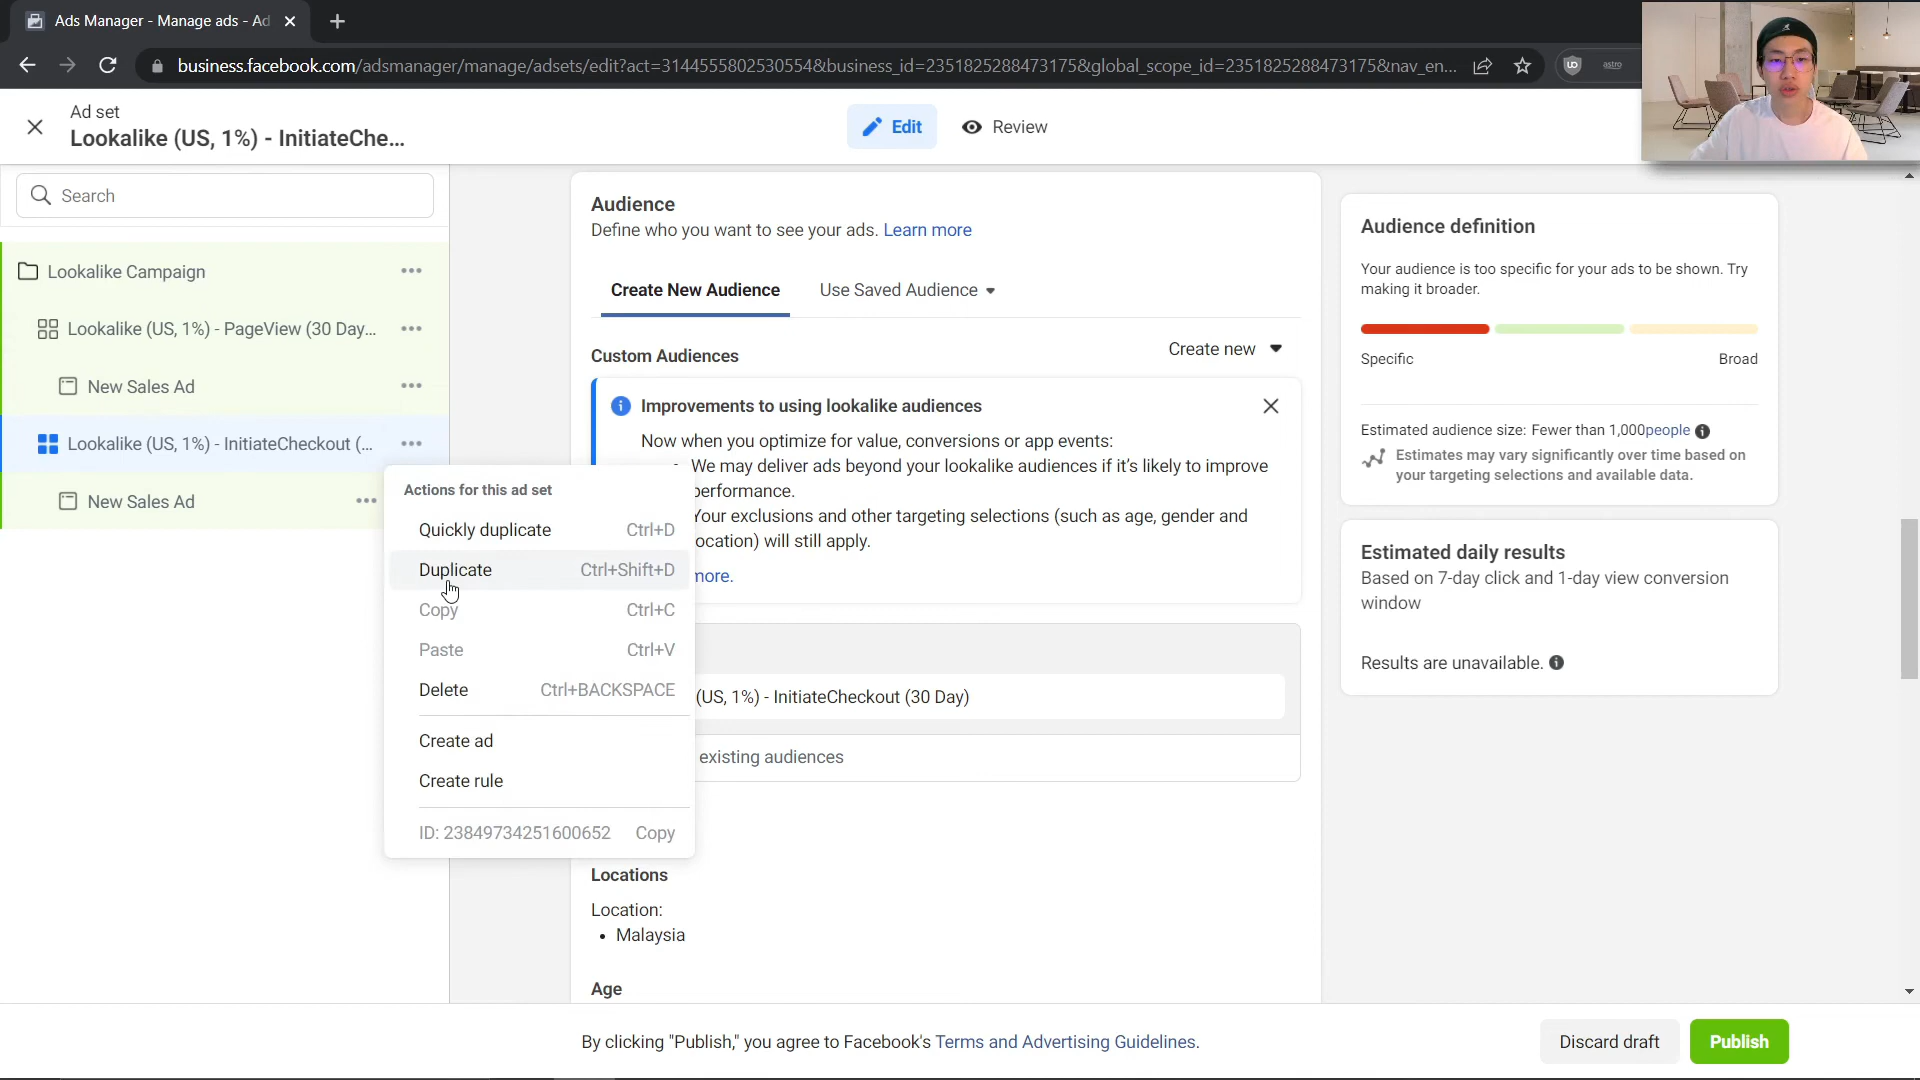 Ads Manager - Manage ads - Ad
business.facebook.com/adsmanager/manage/adsets/edit?act=3144555802530554&business_id=2351825288473175&global_scope_id=2351825288473175&nav_en...
astro
Ad set
Lookalike (US, 1%) - InitiateChe...
Edit
Review
Search
Lookalike Campaign
Lookalike (US, 1%) - PageView (30 Day...
New Sales Ad
Lookalike (US, 1%) - InitiateCheckout (...
New Sales Ad
Actions for this ad set
Quickly duplicate Ctrl+D
Duplicate Ctrl+Shift+D
Copy Ctrl+C
Paste Ctrl+V
Delete Ctrl+BACKSPACE
Create ad
Create rule
ID: 23849734251600652 Copy
Audience
Define who you want to see your ads. Learn more
Create New Audience Use Saved Audience
Custom Audiences Create new
Improvements to using lookalike audiences
Now when you optimize for value, conversions or app events:
We may deliver ads beyond your lookalike audiences if it's likely to improve
performance.
Your exclusions and other targeting selections (such as age, gender and
location) will still apply.
more.
(US, 1%) - InitiateCheckout (30 Day)
existing audiences
Locations
Location:
• Malaysia
Age
Audience definition
Your audience is too specific for your ads to be shown. Try
making it broader.
Specific Broad
Estimated audience size: Fewer than 1,000people
Estimates may vary significantly over time based on
your targeting selections and available data.
Estimated daily results
Based on 7-day click and 1-day view conversion
window
Results are unavailable.
By clicking "Publish," you agree to Facebook's Terms and Advertising Guidelines.
Discard draft
Publish